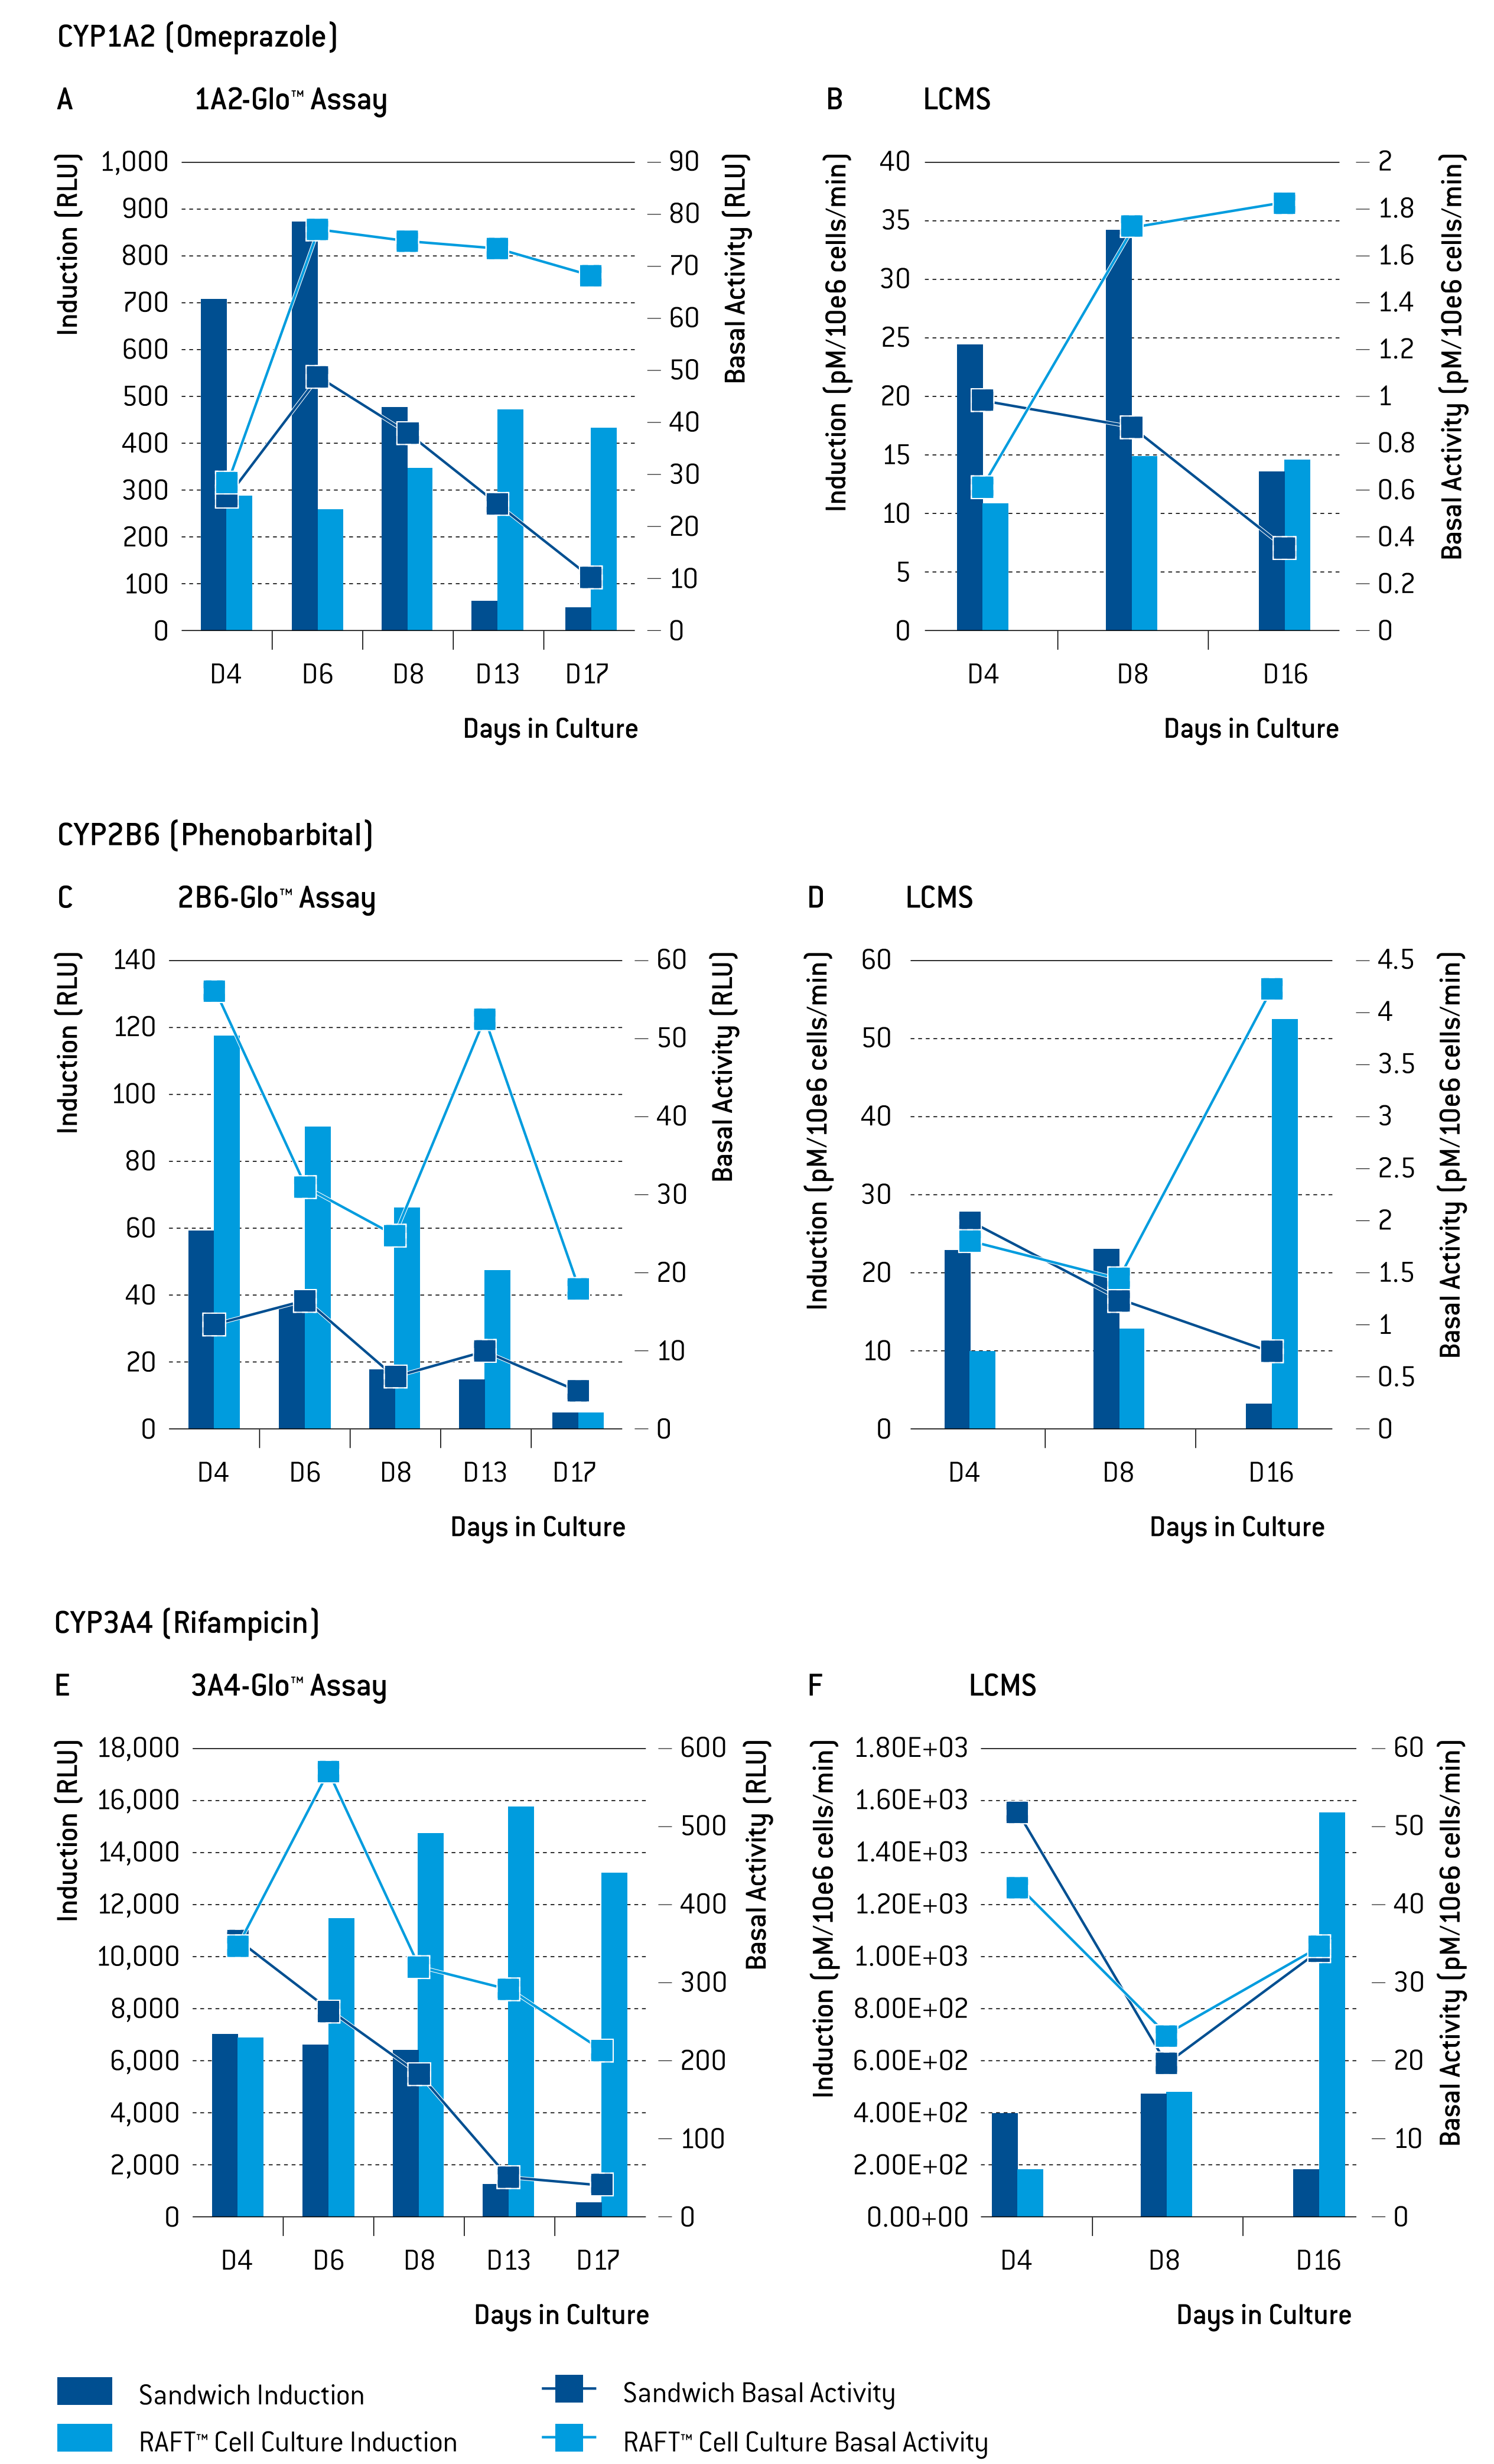 CYP1A2 (Omeprazole)
A 1A2-Glo™ Assay
Induction (RLU)
1,000
900
800
700
600
500
400
300
200
100
0
90
80
70
60
50
40
30
20
10
0
Basal Activity (RLU)
D4 D6 D8 D13 D17
Days in Culture
B LCMS
Induction (pM/10e6 cells/min)
40
35
30
25
20
15
10
5
0
2
1.8
1.6
1.4
1.2
1
0.8
0.6
0.4
0.2
0
Basal Activity (pM/10e6 cells/min)
D4 D8 D16
Days in Culture
CYP2B6 (Phenobarbital)
C 2B6-Glo™ Assay
Induction (RLU)
140
120
100
80
60
40
20
0
60
50
40
30
20
10
0
Basal Activity (RLU)
D4 D6 D8 D13 D17
Days in Culture
D LCMS
Induction (pM/10e6 cells/min)
60
50
40
30
20
10
0
4.5
4
3.5
3
2.5
2
1.5
1
0.5
0
Basal Activity (pM/10e6 cells/min)
D4 D8 D16
Days in Culture
CYP3A4 (Rifampicin)
E 3A4-Glo™ Assay
Induction (RLU)
18,000
16,000
14,000
12,000
10,000
8,000
6,000
4,000
2,000
0
600
500
400
300
200
100
0
Basal Activity (RLU)
D4 D6 D8 D13 D17
Days in Culture
F LCMS
Induction (pM/10e6 cells/min)
1.80E+03
1.60E+03
1.40E+03
1.20E+03
1.00E+03
8.00E+02
6.00E+02
4.00E+02
2.00E+02
0.00+00
60
50
40
30
20
10
0
Basal Activity (pM/10e6 cells/min)
D4 D8 D16
Days in Culture
Sandwich Induction
Sandwich Basal Activity
RAFT™ Cell Culture Induction
RAFT™ Cell Culture Basal Activity